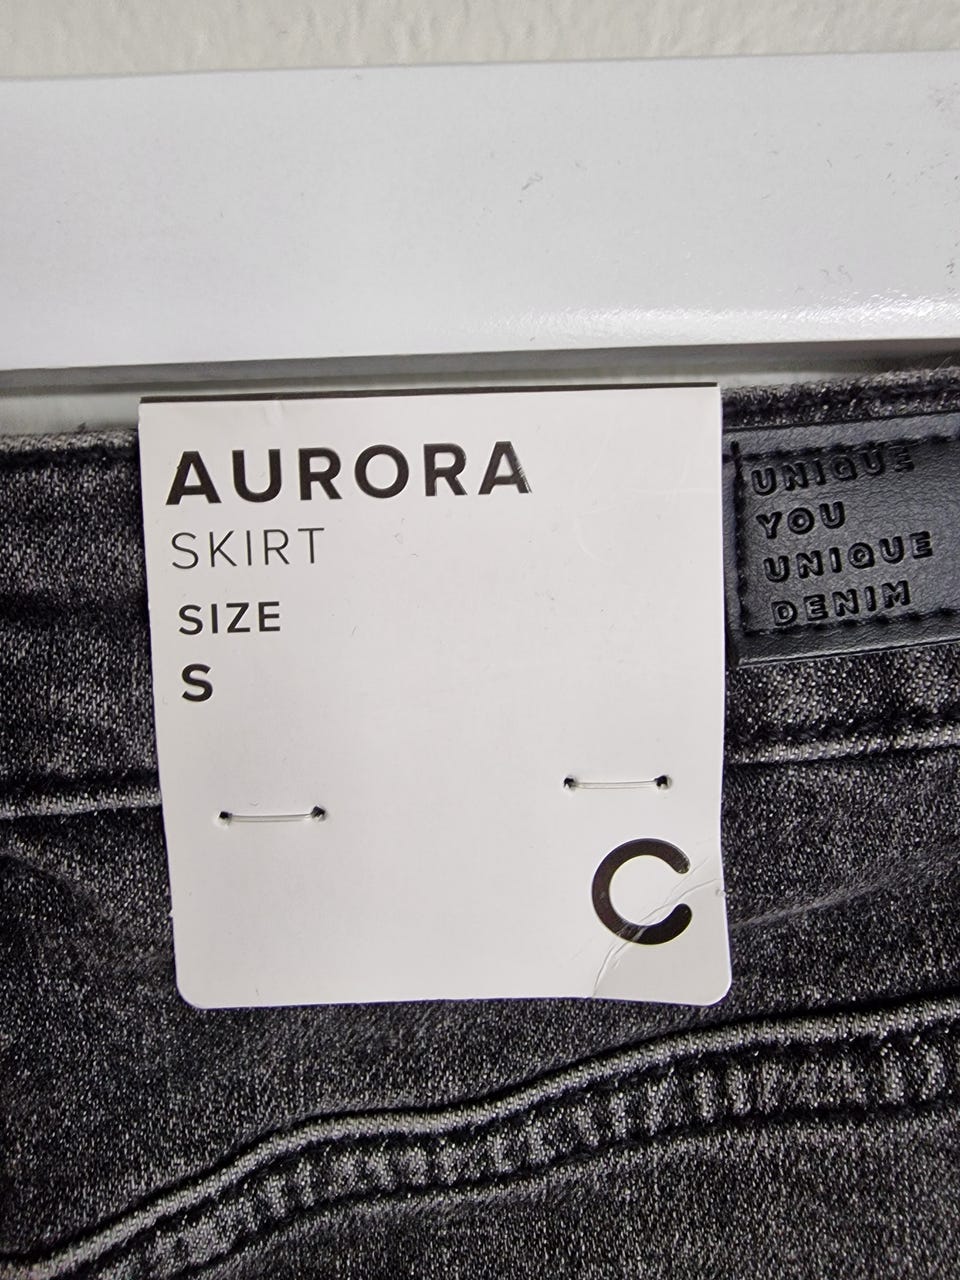 AURORA
SKIRT
SIZE
S
C
UNIQUE
YOU
UNIQUE
DENIM